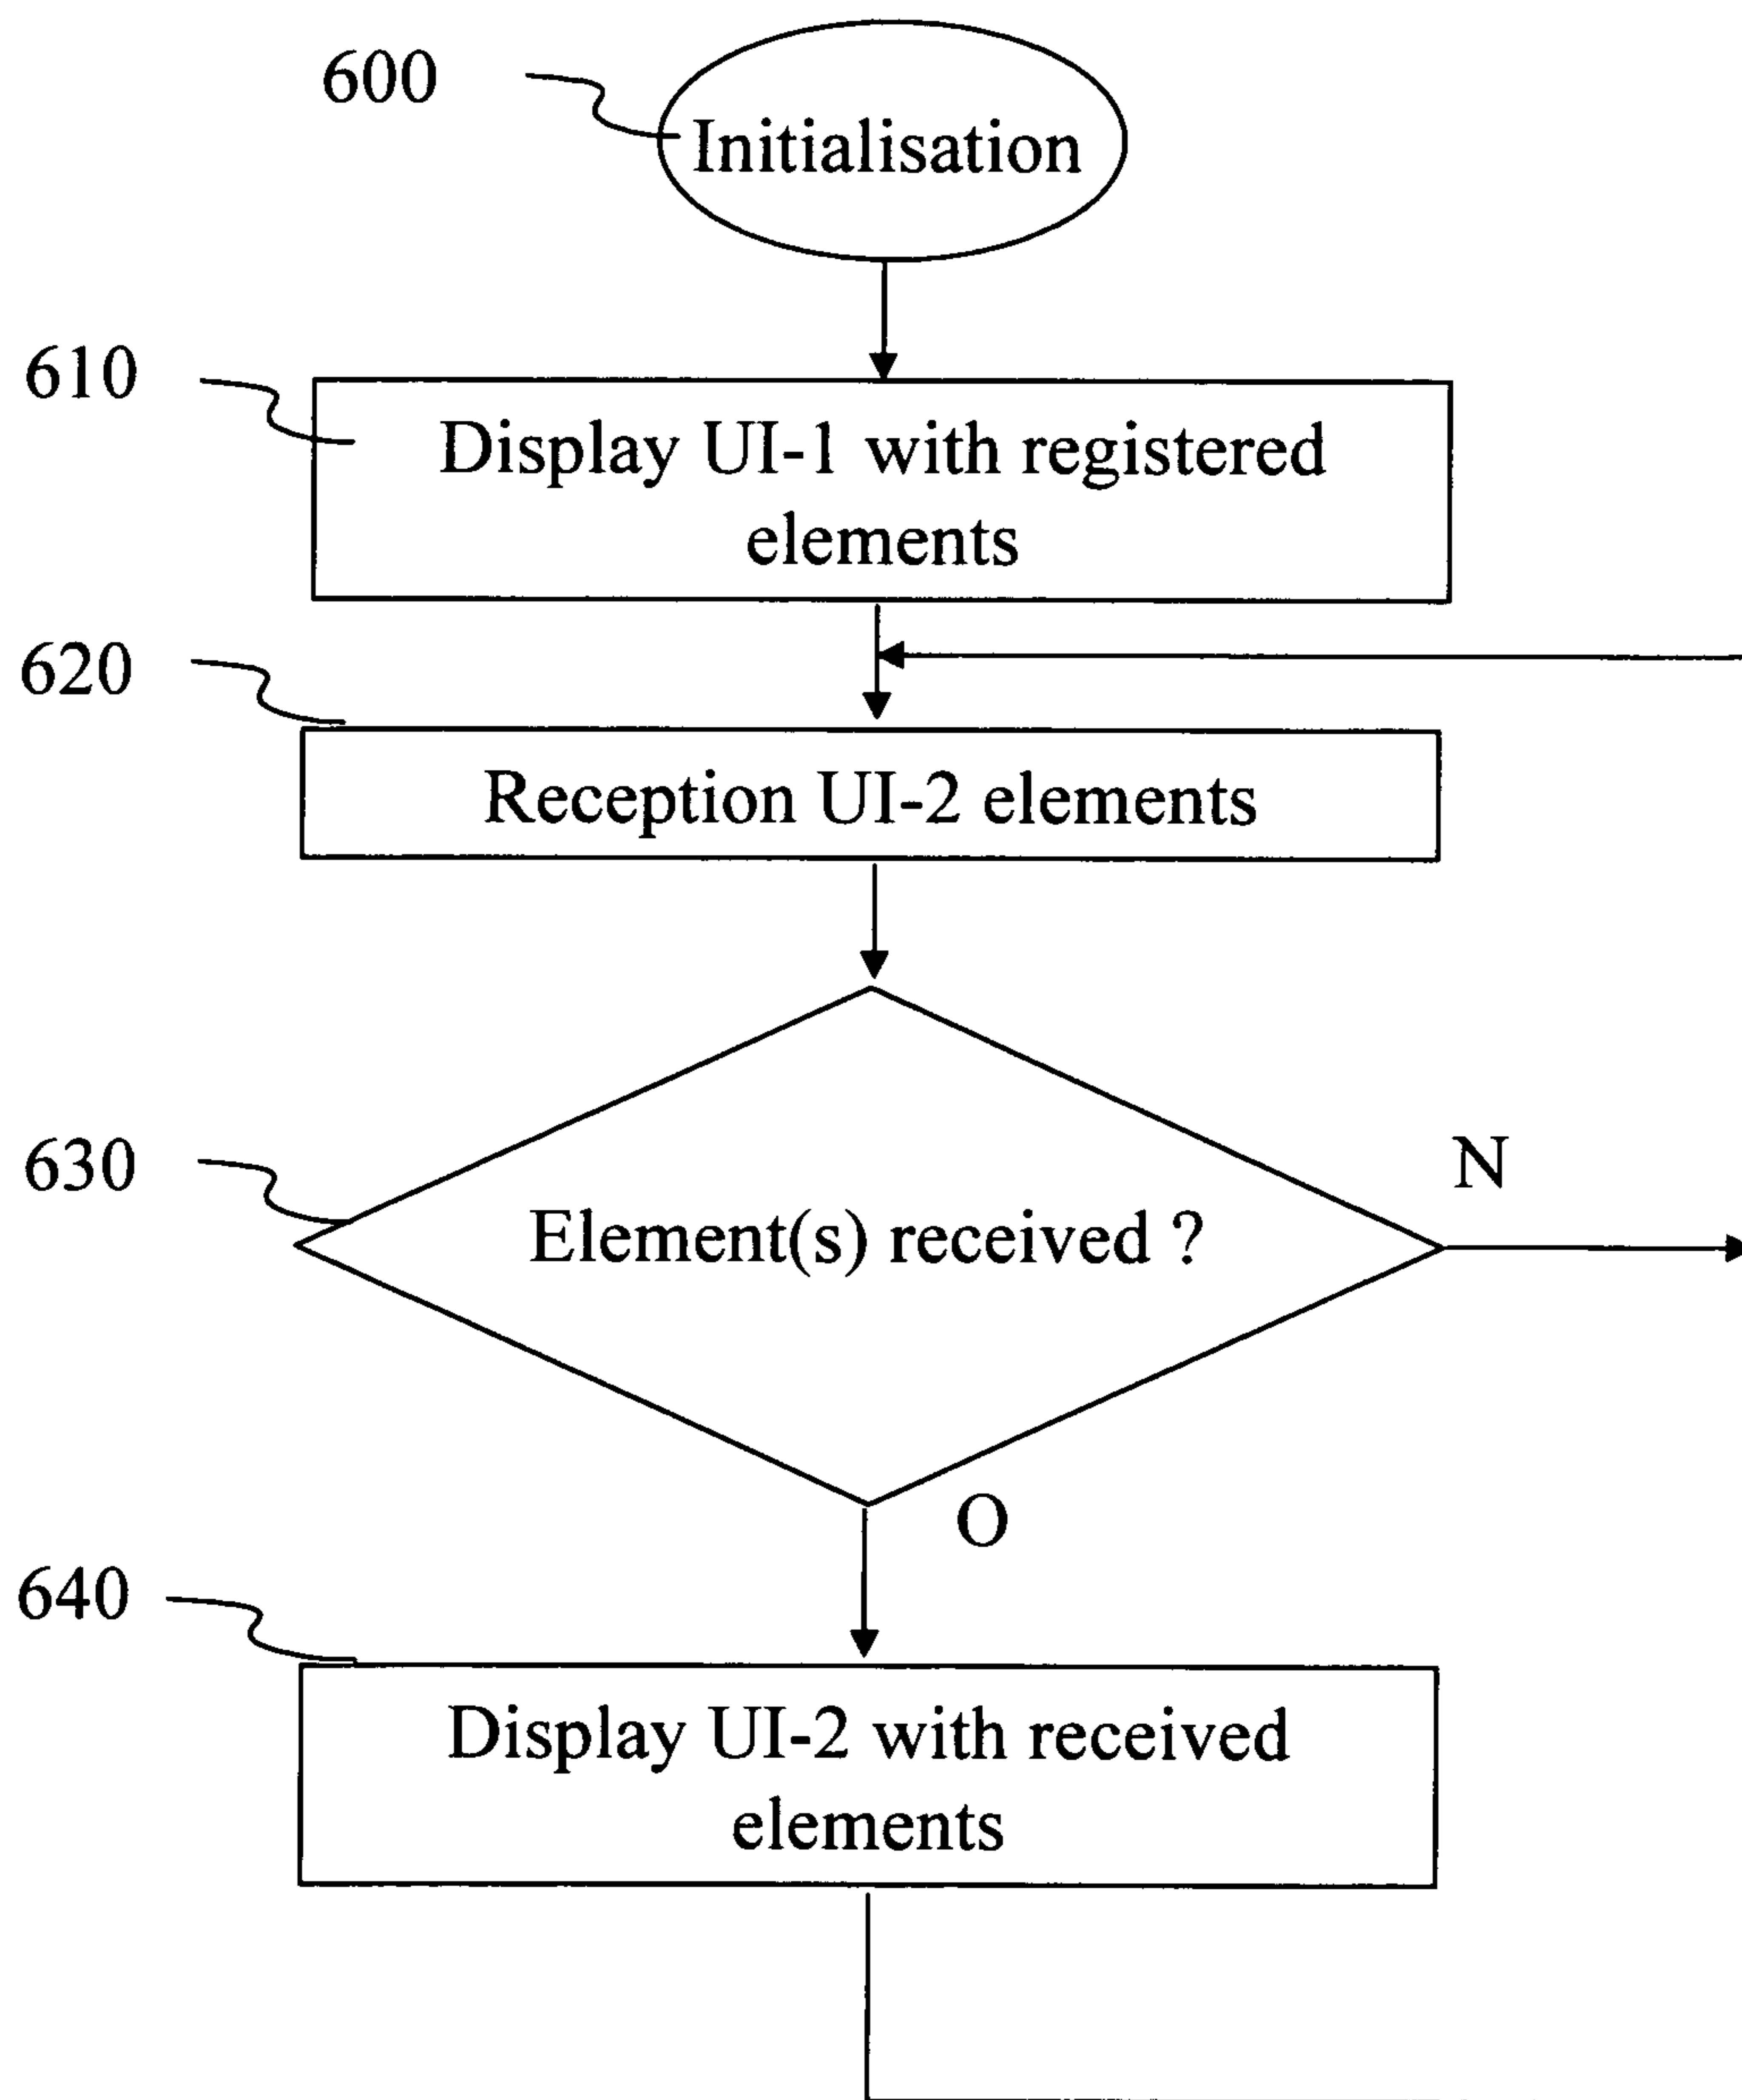 600
Initialisation
610
Display UI-1 with registered
elements
620
Reception UI-2 elements
630
Element(s) received ?
N
O
640
Display UI-2 with received
elements